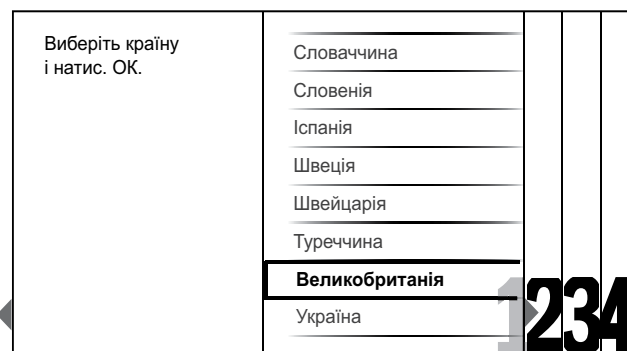 Виберіть країну
і натис. ОК.
Словаччина
Словенія
Іспанія
Швеція
Швейцарія
Туреччина
Великобританія
Україна
1234